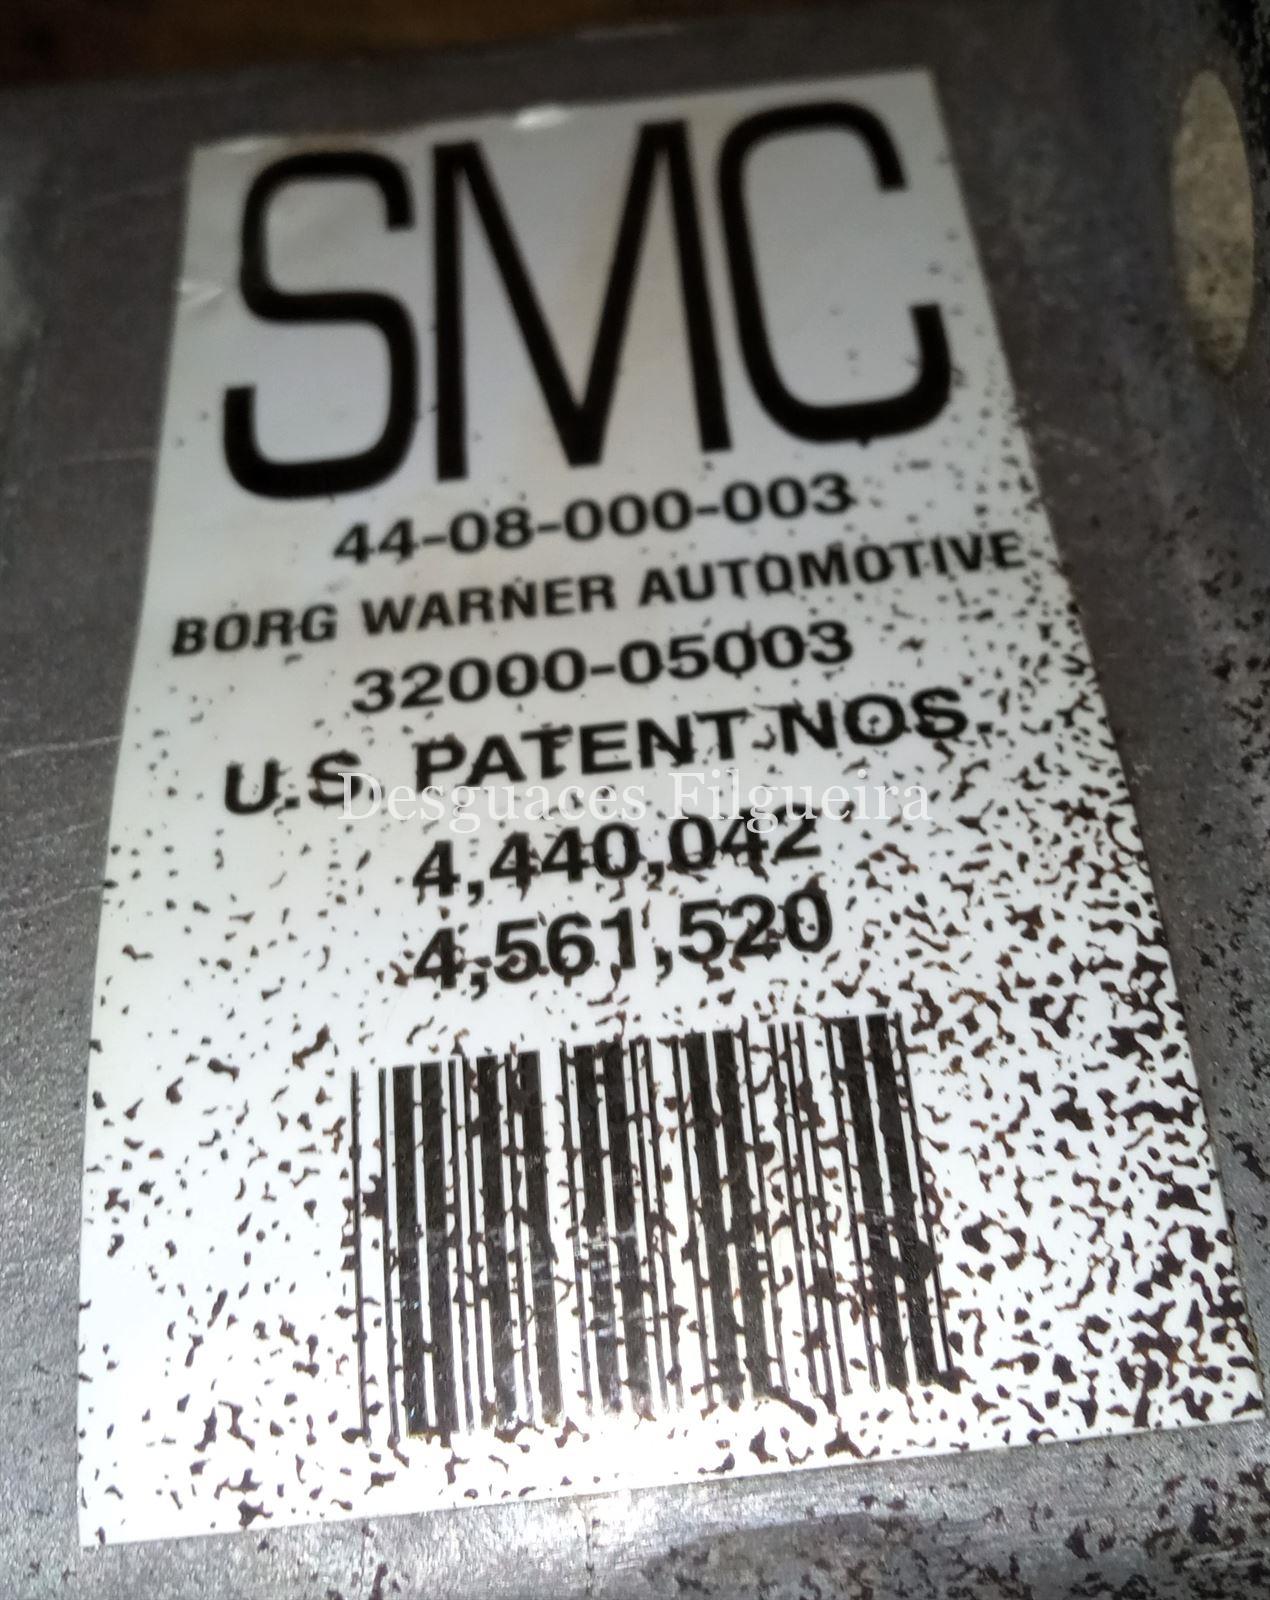 SMC
44-08-000-003
BORG WARNER AUTOMOTIVE
32000-05003
U.S. PATENT NOS.
Desguaces Filgueira
4,440,042
4,561,520